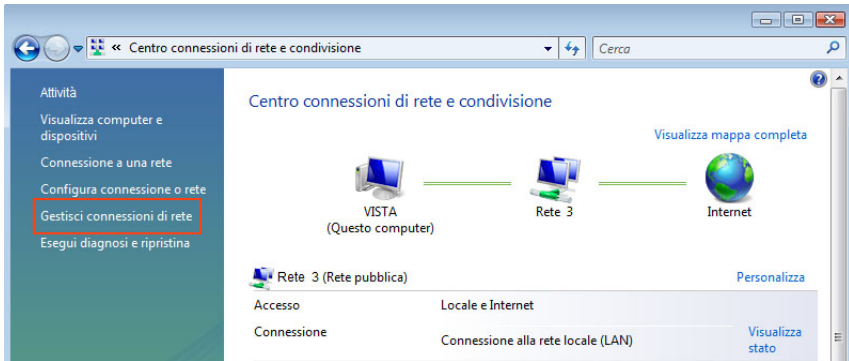 « Centro connessioni di rete e condivisione
Cerca
Attività
Visualizza computer e
dispositivi
Connessione a una rete
Configura connessione o rete
Gestisci connessioni di rete
Esegui diagnosi e ripristina
Centro connessioni di rete e condivisione
Visualizza mappa completa
VISTA
(Questo computer)
Rete 3
Internet
Rete 3 (Rete pubblica)
Personalizza
Accesso
Locale e Internet
Connessione
Connessione alla rete locale (LAN)
Visualizza
stato